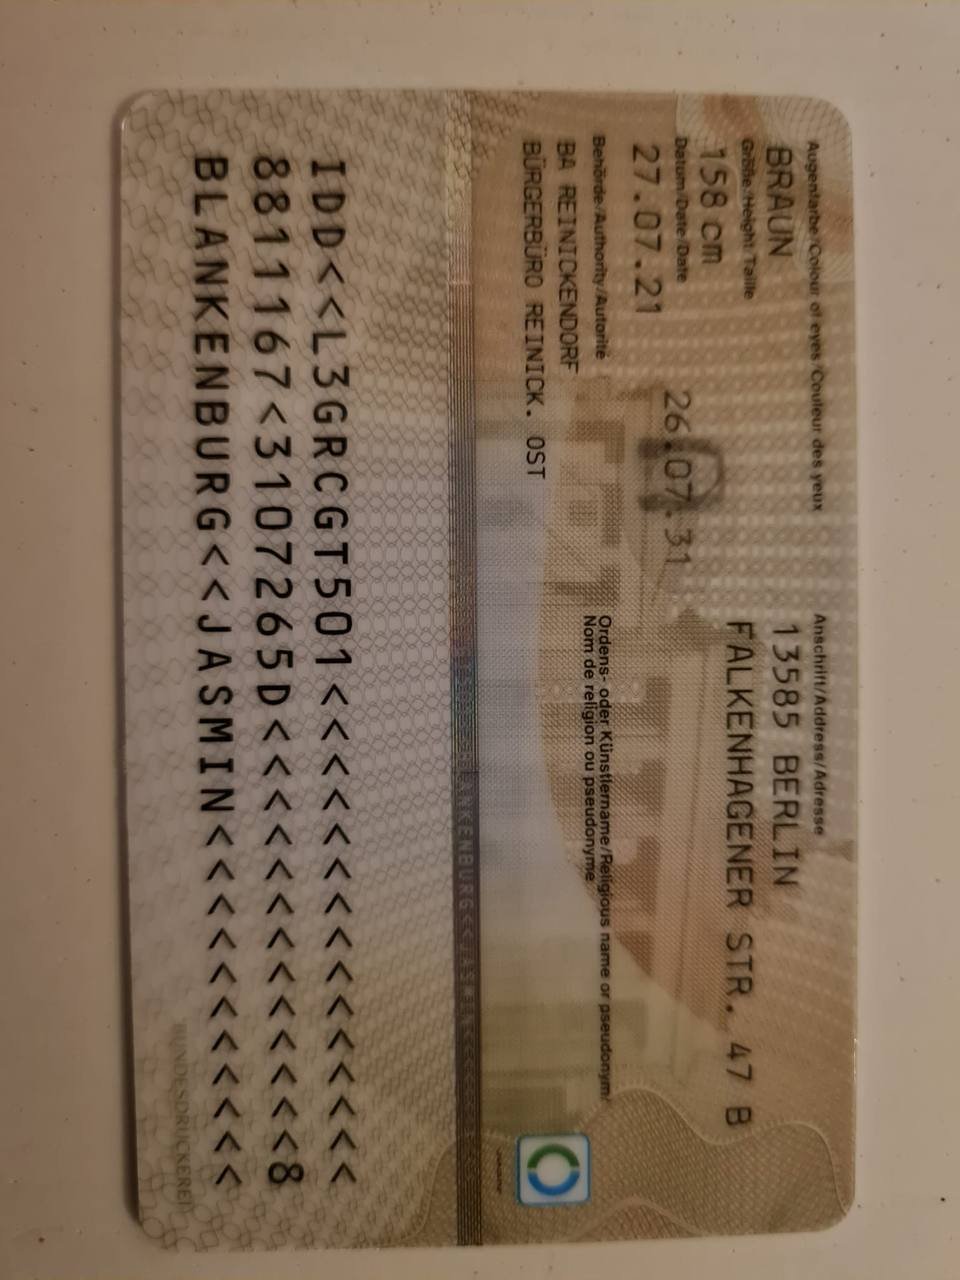 Augenfarbe/Colour of eyes/Couleur des yeux
BRAUN
Größe/Height/Taille
158 cm
Datum/Date/Date
27.07.21
26.07.31
Behörde/Authority/Autorité
BA REINICKENDORF
BÜRGERBÜRO REINICK. OST
Anschrift/Address/Adresse
13585 BERLIN
FALKENHAGENER STR. 47 B
Ordens- oder Künstlername/Religious name or pseudonym/
Nom de religion ou pseudonyme
IDD<<L3GRCGT501<<<<<<<<<<<<<<<
8811167<3107265D<<<<<<<<<<<<<8
BLANKENBURG<<JASMIN<<<<<<<<<<<
BUNDESDRUCKEREI